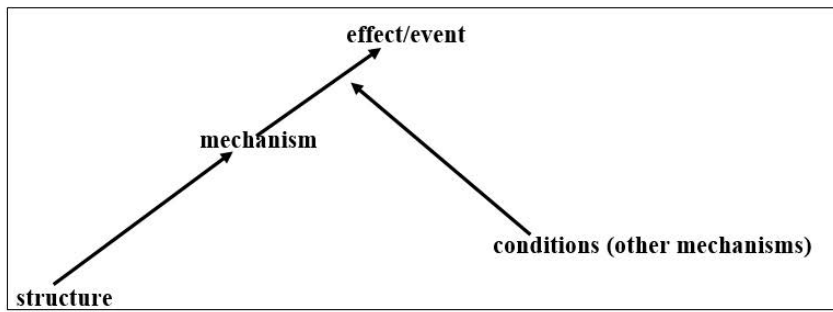 effect/event
mechanism
conditions (other mechanisms)
structure